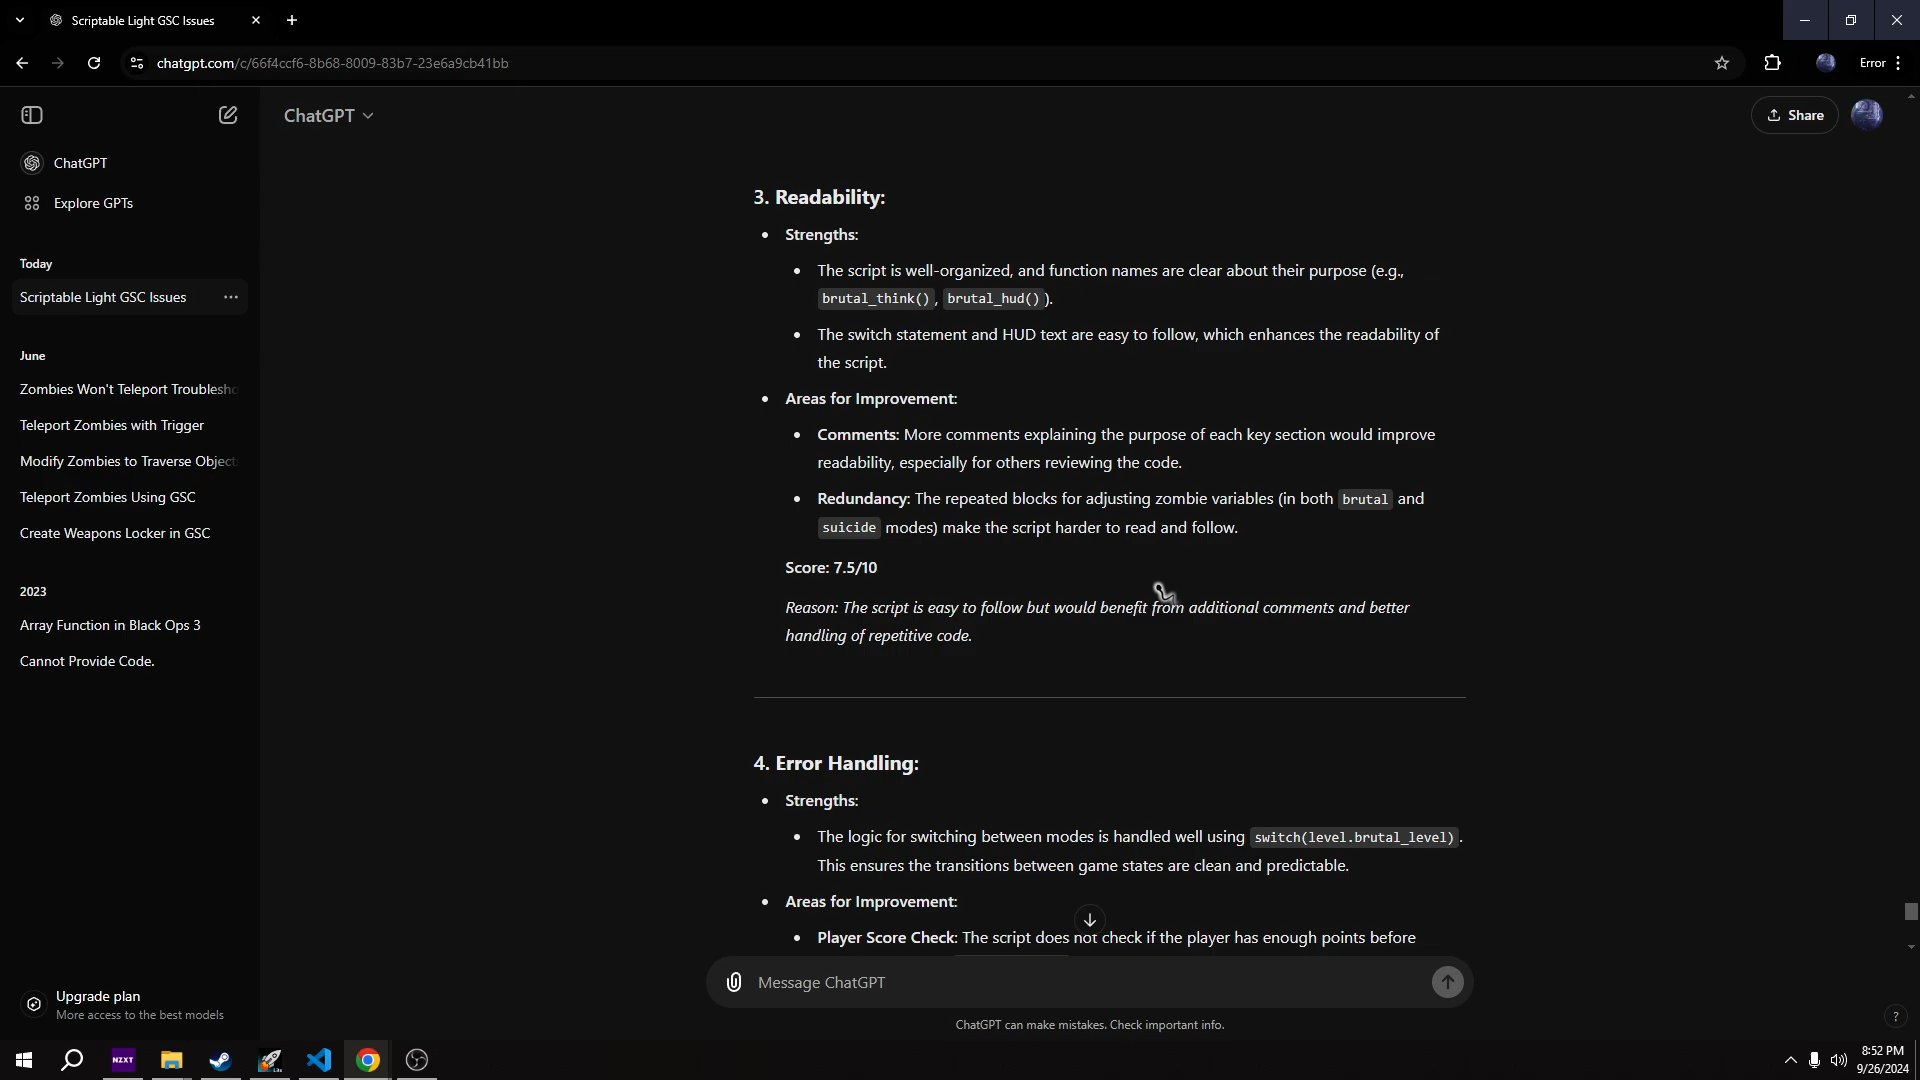 Scriptable Light GSC Issues
chatgpt.com/c/66f4ccf6-8b68-8009-83b7-23e6a9cb41bb
Error
ChatGPT
Share
ChatGPT
Explore GPTs
Today
Scriptable Light GSC Issues
June
Zombies Won't Teleport Troublesho
Teleport Zombies with Trigger
Modify Zombies to Traverse Object
Teleport Zombies Using GSC
Create Weapons Locker in GSC
2023
Array Function in Black Ops 3
Cannot Provide Code.
Upgrade plan
More access to the best models
3. Readability:
Strengths:
The script is well-organized, and function names are clear about their purpose (e.g.,
brutal_think(), brutal_hud()).
The switch statement and HUD text are easy to follow, which enhances the readability of
the script.
Areas for Improvement:
Comments: More comments explaining the purpose of each key section would improve
readability, especially for others reviewing the code.
Redundancy: The repeated blocks for adjusting zombie variables (in both brutal and
suicide modes) make the script harder to read and follow.
Score: 7.5/10
Reason: The script is easy to follow but would benefit from additional comments and better
handling of repetitive code.
4. Error Handling:
Strengths:
The logic for switching between modes is handled well using switch(level.brutal_level).
This ensures the transitions between game states are clean and predictable.
Areas for Improvement:
Player Score Check: The script does not check if the player has enough points before
Message ChatGPT
ChatGPT can make mistakes. Check important info.
?
NZXT
Lite
8:52 PM
9/26/2024